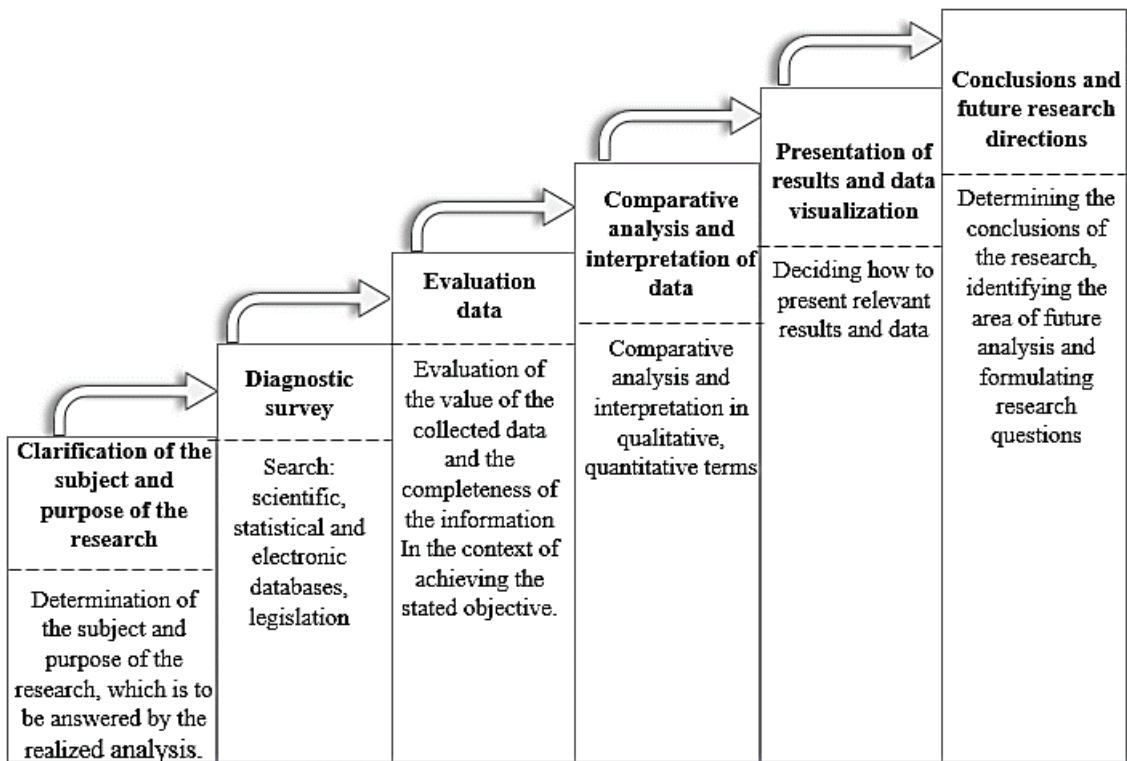 Clarification of the
subject and
purpose of the
research
Determination of
the subject and
purpose of the
research, which is to
be answered by the
realized analysis.
Diagnostic
survey
Search:
scientific,
statistical and
electronic
databases,
legislation
Evaluation
data
Evaluation of
the value of the
collected data
and the
completeness of
the information
In the context of
achieving the
stated objective.
Comparative
analysis and
interpretation of
data
Comparative
analysis and
interpretation in
qualitative,
quantitative terms
Presentation of
results and data
visualization
Deciding how to
present relevant
results and data
Conclusions and
future research
directions
Determining the
conclusions of
the research,
identifying the
area of future
analysis and
formulating
research
questions